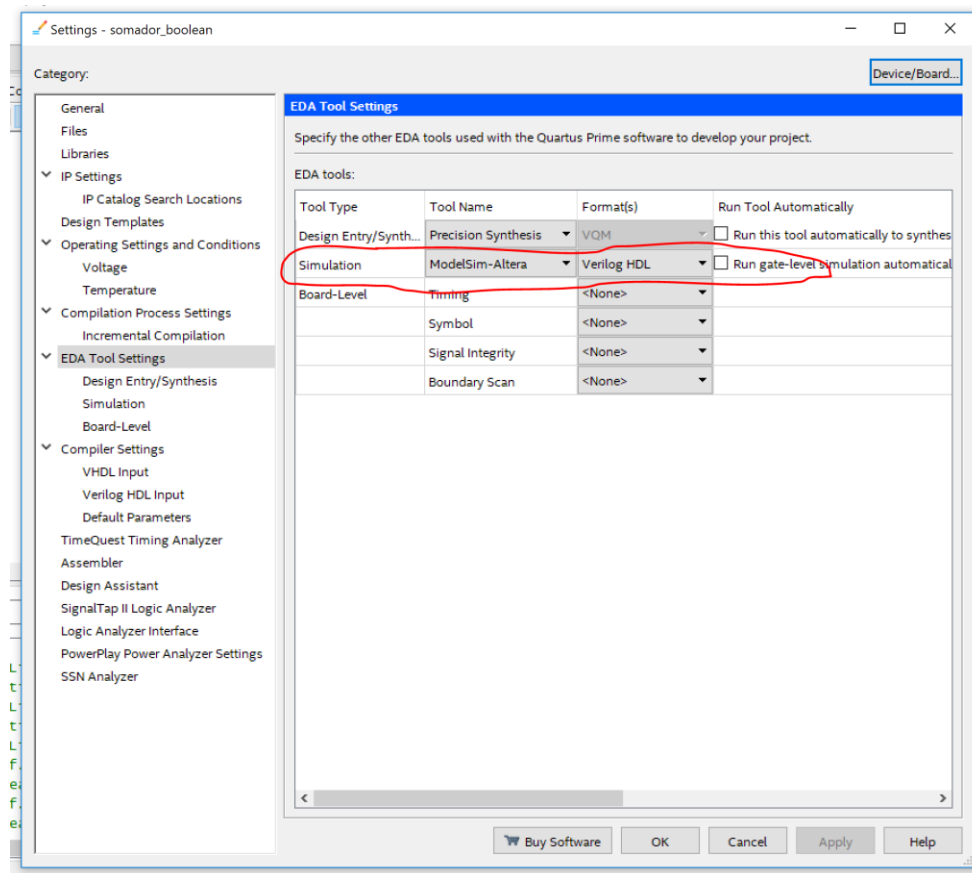 Settings - somador_boolean
Category:
Device/Board...
General
Files
Libraries
IP Settings
IP Catalog Search Locations
Design Templates
Operating Settings and Conditions
Voltage
Temperature
Compilation Process Settings
Incremental Compilation
EDA Tool Settings
Design Entry/Synthesis
Simulation
Board-Level
Compiler Settings
VHDL Input
Verilog HDL Input
Default Parameters
TimeQuest Timing Analyzer
Assembler
Design Assistant
SignalTap II Logic Analyzer
Logic Analyzer Interface
PowerPlay Power Analyzer Settings
SSN Analyzer
EDA Tool Settings
Specify the other EDA tools used with the Quartus Prime software to develop your project.
EDA tools:
Tool Type Tool Name Format(s) Run Tool Automatically
Design Entry/Synth... Precision Synthesis VQM Run this tool automatically to synthes
Simulation ModelSim-Altera Verilog HDL Run gate-level simulation automatical
Board-Level Timing <None>
Symbol <None>
Signal Integrity <None>
Boundary Scan <None>
Buy Software OK Cancel Apply Help